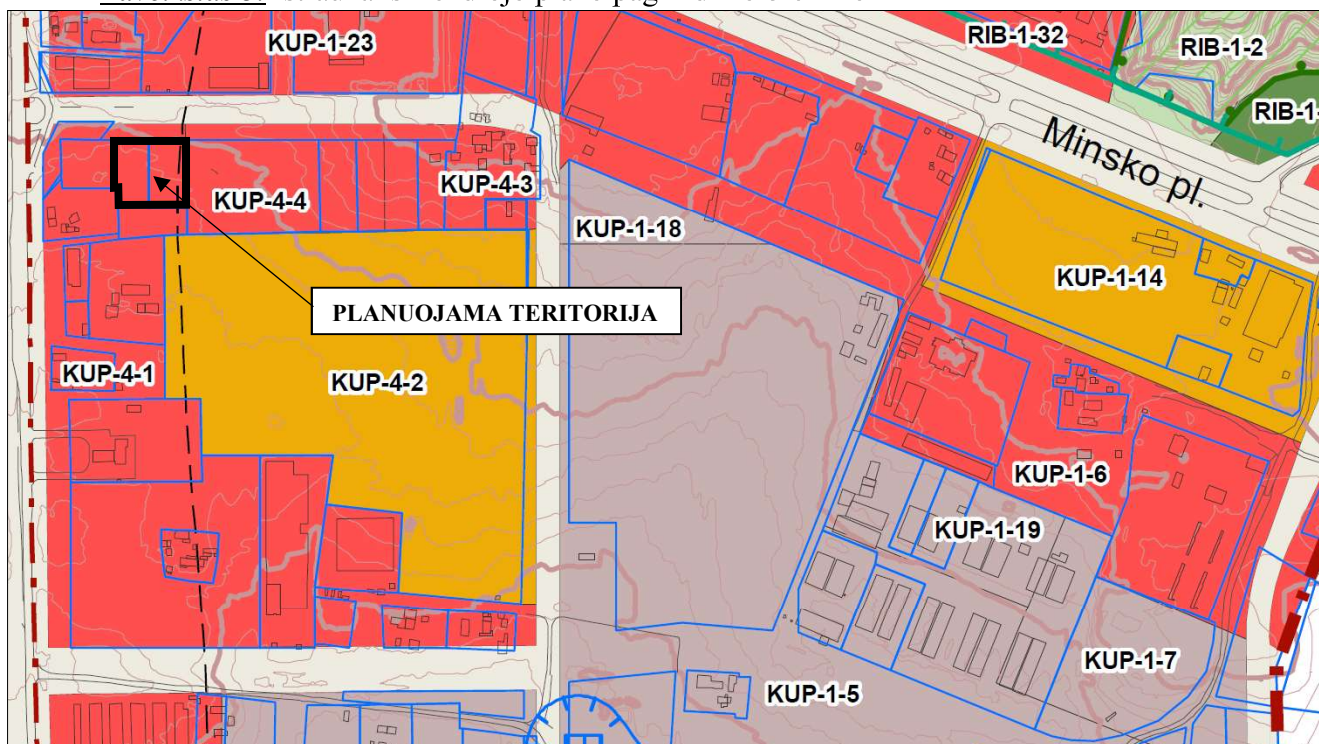 KUP-1-23
RIB-1-32
RIB-1-2
RIB-1-
Minsko pl.
KUP-4-3
KUP-4-4
KUP-1-18
KUP-1-14
PLANUOJAMA TERITORIJA
KUP-4-1
KUP-4-2
KUP-1-6
KUP-1-19
KUP-1-7
KUP-1-5